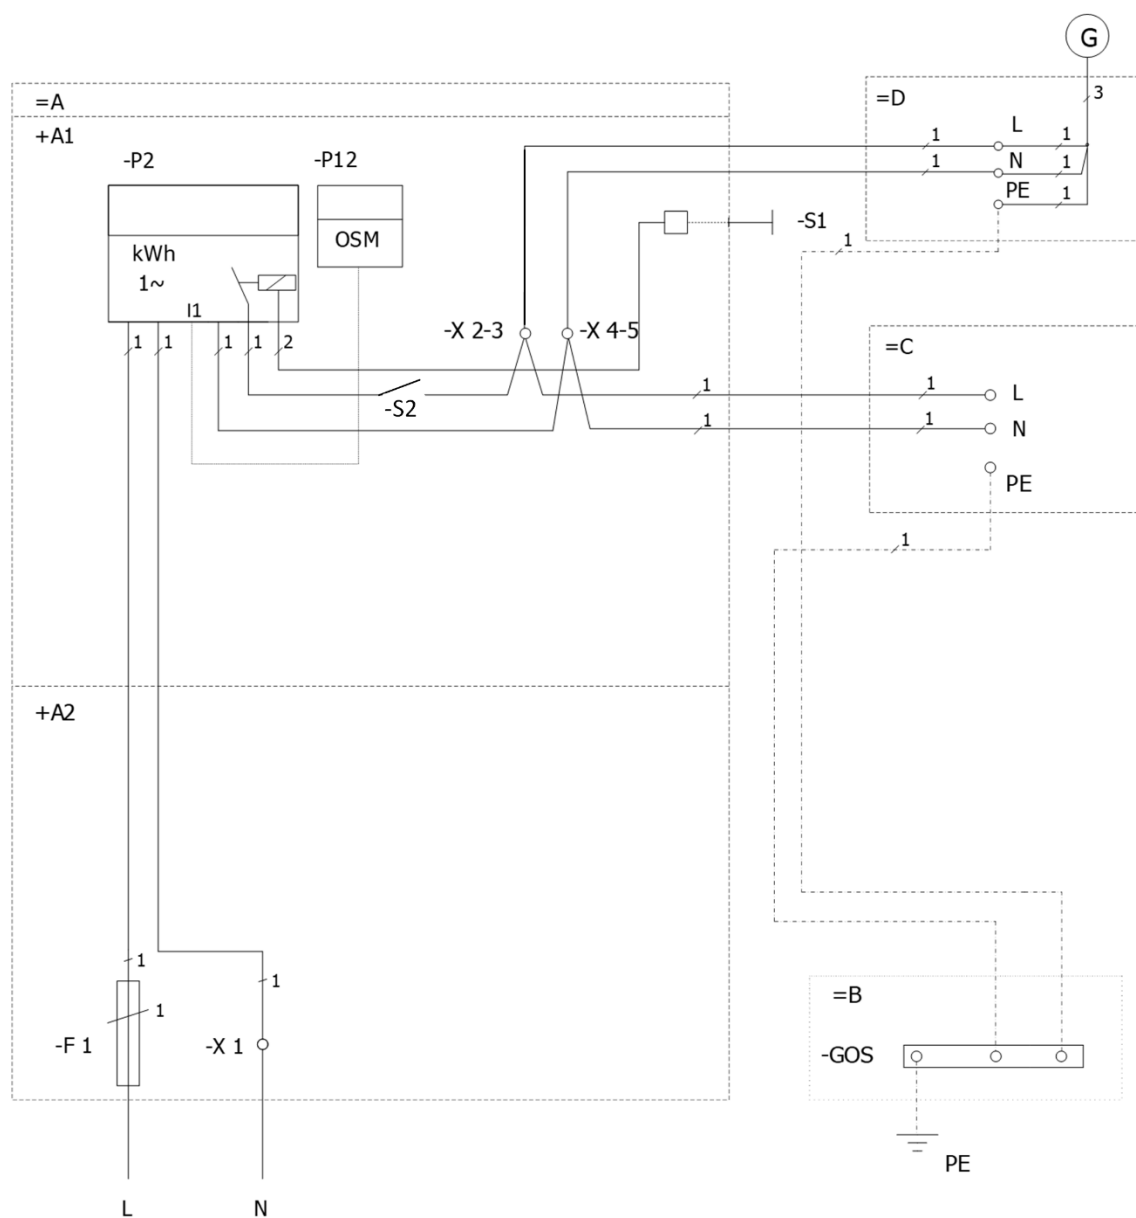 G
=A
=D
3
+A1
L
1
1
-P2
-P12
N
1
1
PE
1
OSM
-S1
kWh
1~
1
I1
-X 2-3
-X 4-5
1
1
1
1
2
=C
1
1
L
-S2
1
1
N
PE
1
+A2
1
1
=B
1
-F 1
-X 1
-GOS
PE
L
N